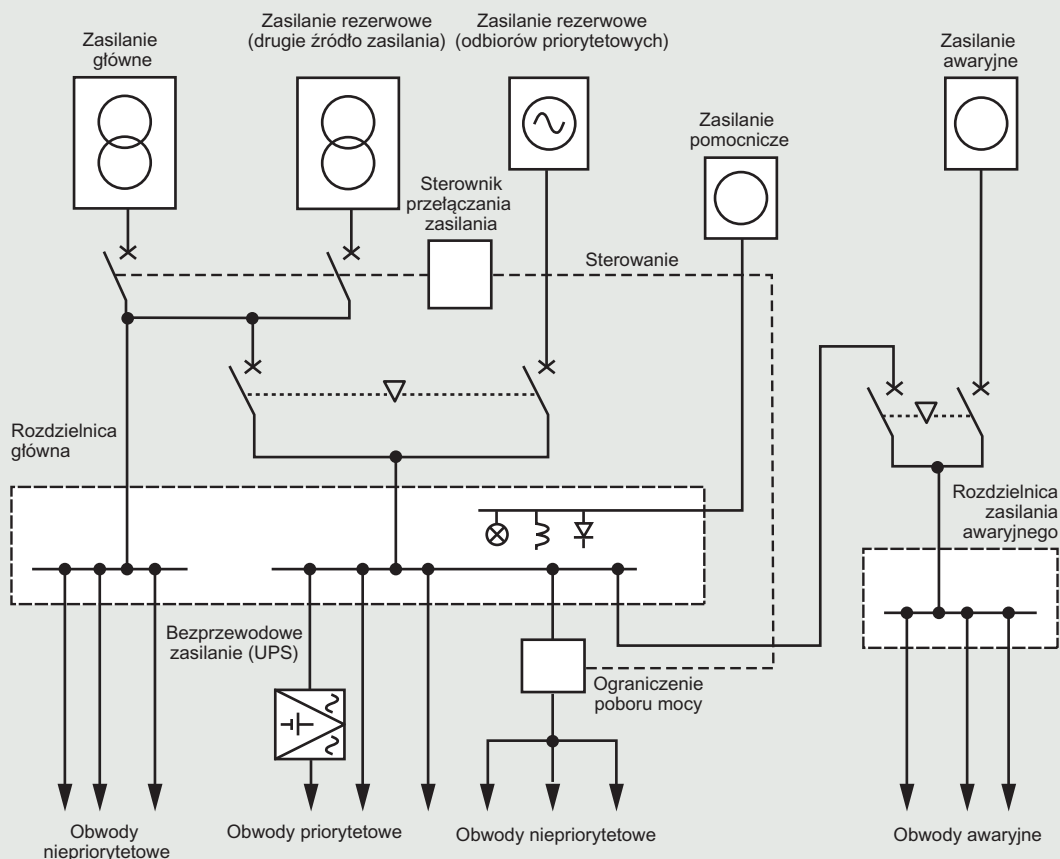 Zasilanie
główne
Zasilanie rezerwowe
(drugie źródło zasilania)
Zasilanie rezerwowe
(odbiorów priorytetowych)
Zasilanie
awaryjne
Zasilanie
pomocnicze
Sterownik
przełączania
zasilania
Sterowanie
Rozdzielnica
główna
Rozdzielnica
zasilania
awaryjnego
Bezprzewodowe
zasilanie (UPS)
Ograniczenie
poboru mocy
Obwody
niepriorytetowe
Obwody priorytetowe
Obwody niepriorytetowe
Obwody awaryjne